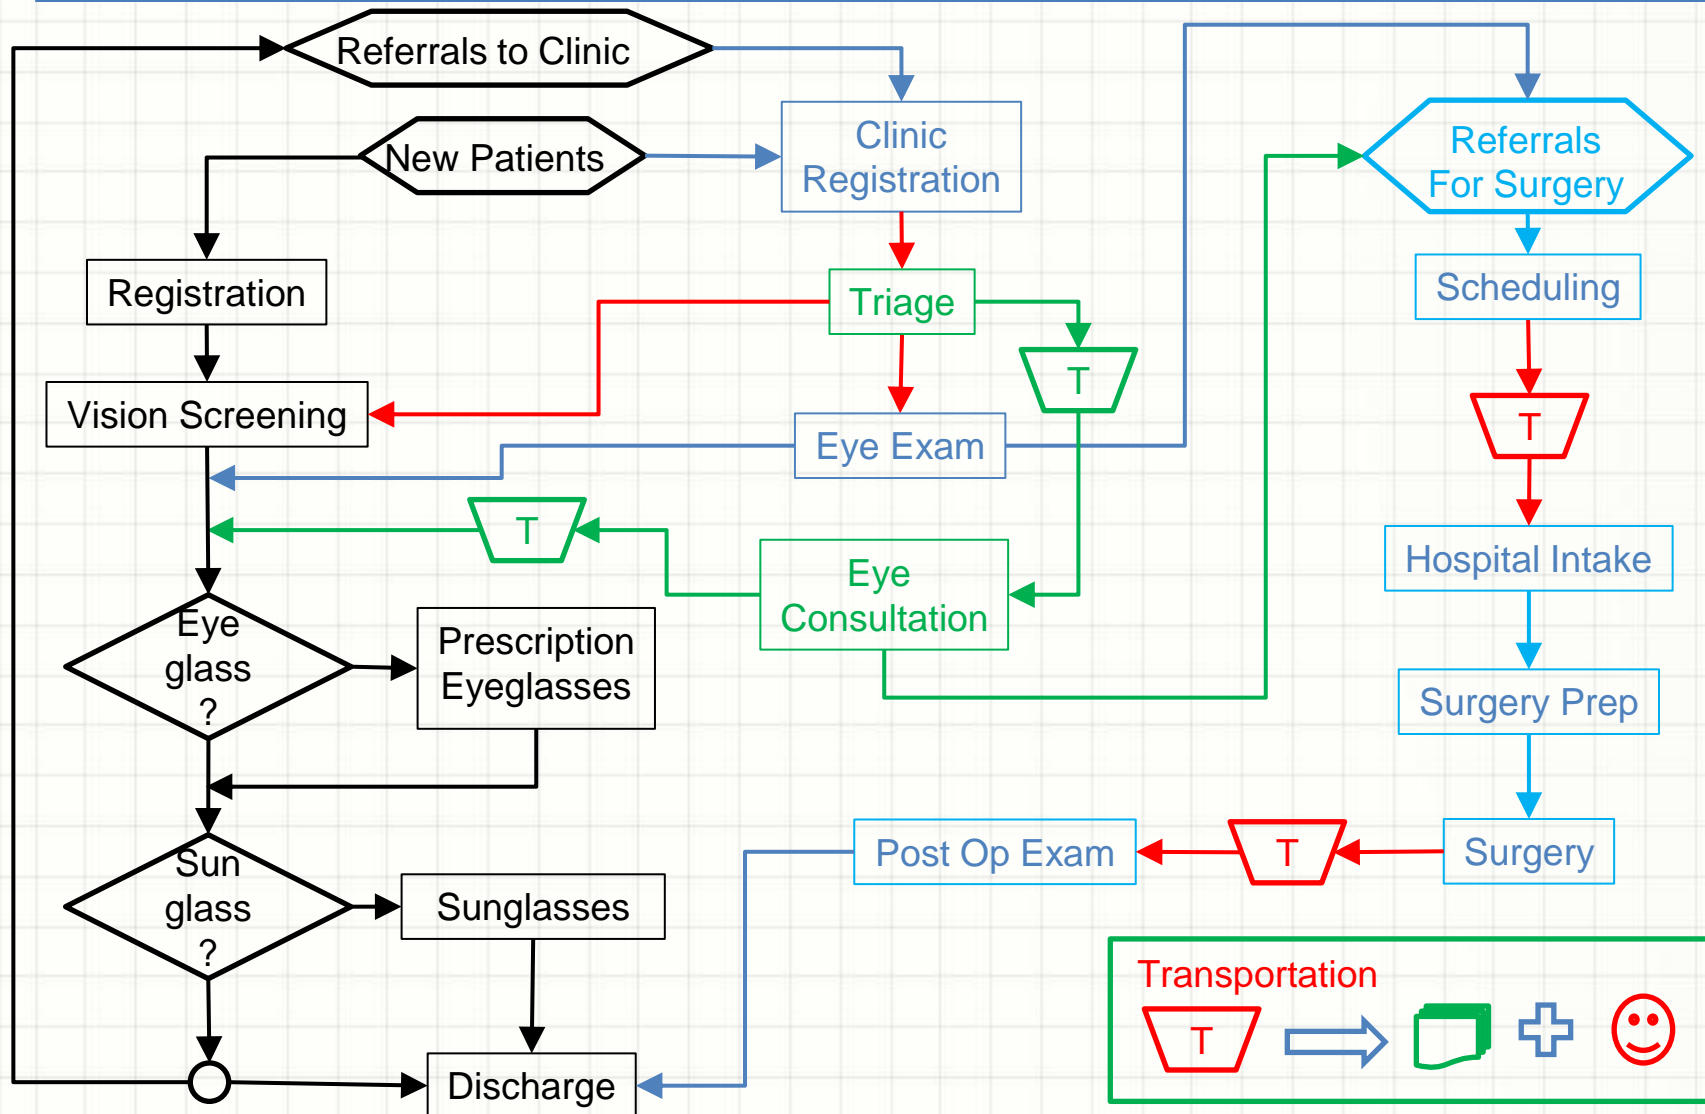 Referrals to Clinic
New Patients
Clinic
Registration
Referrals
For Surgery
Registration
Triage
Scheduling
T
T
Vision Screening
Eye Exam
T
Eye
Consultation
Hospital Intake
Eye
glass
?
Prescription
Eyeglasses
Surgery Prep
Sun
glass
?
Sunglasses
Post Op Exam
T
Surgery
Discharge
Transportation
T